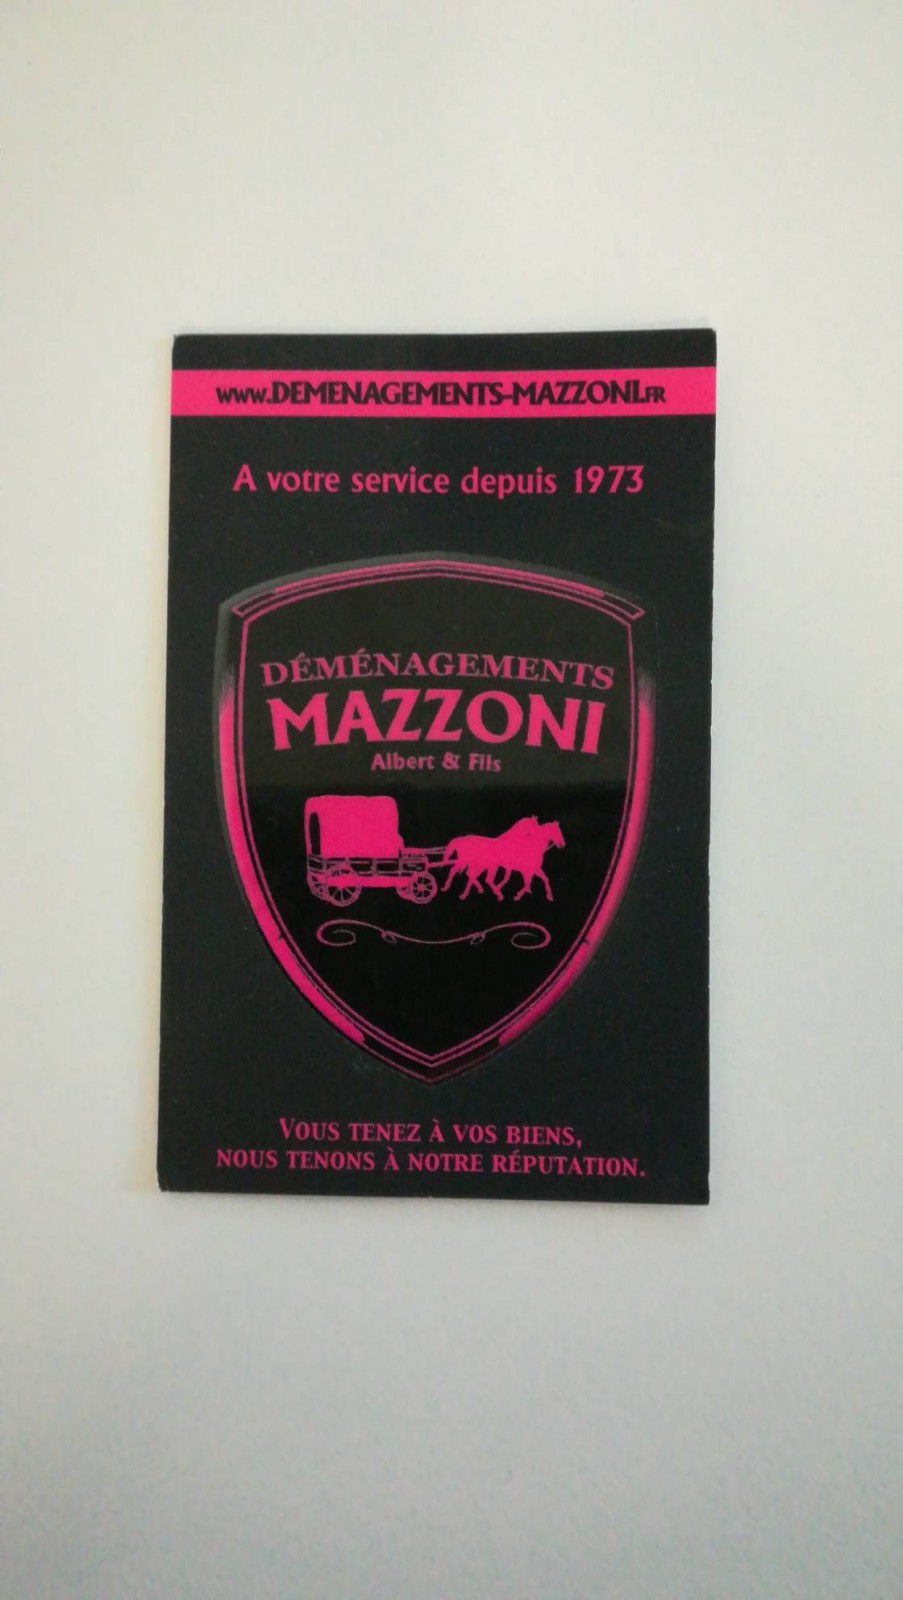 www.DEMENAGEMENTS-MAZZONI.FR
A votre service depuis 1973
DÉMÉNAGEMENTS
MAZZONI
Albert & Fils
VOUS TENEZ À VOS BIENS,
NOUS TENONS À NOTRE RÉPUTATION.